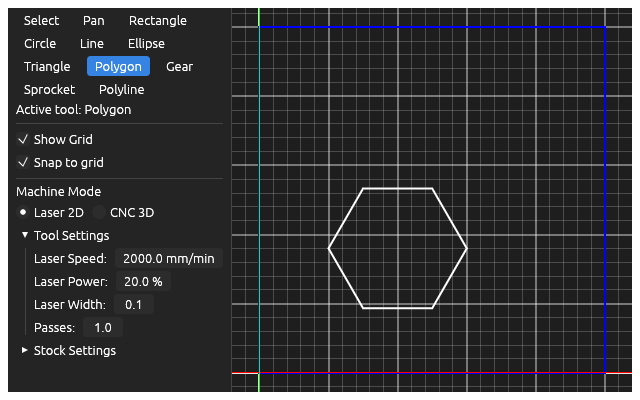 Select Pan Rectangle
Circle Line Ellipse
Triangle Polygon Gear
Sprocket Polyline
Active tool: Polygon
Show Grid
Snap to grid
Machine Mode
Laser 2D CNC 3D
Tool Settings
Laser Speed: 2000.0 mm/min
Laser Power: 20.0 %
Laser Width: 0.1
Passes: 1.0
Stock Settings